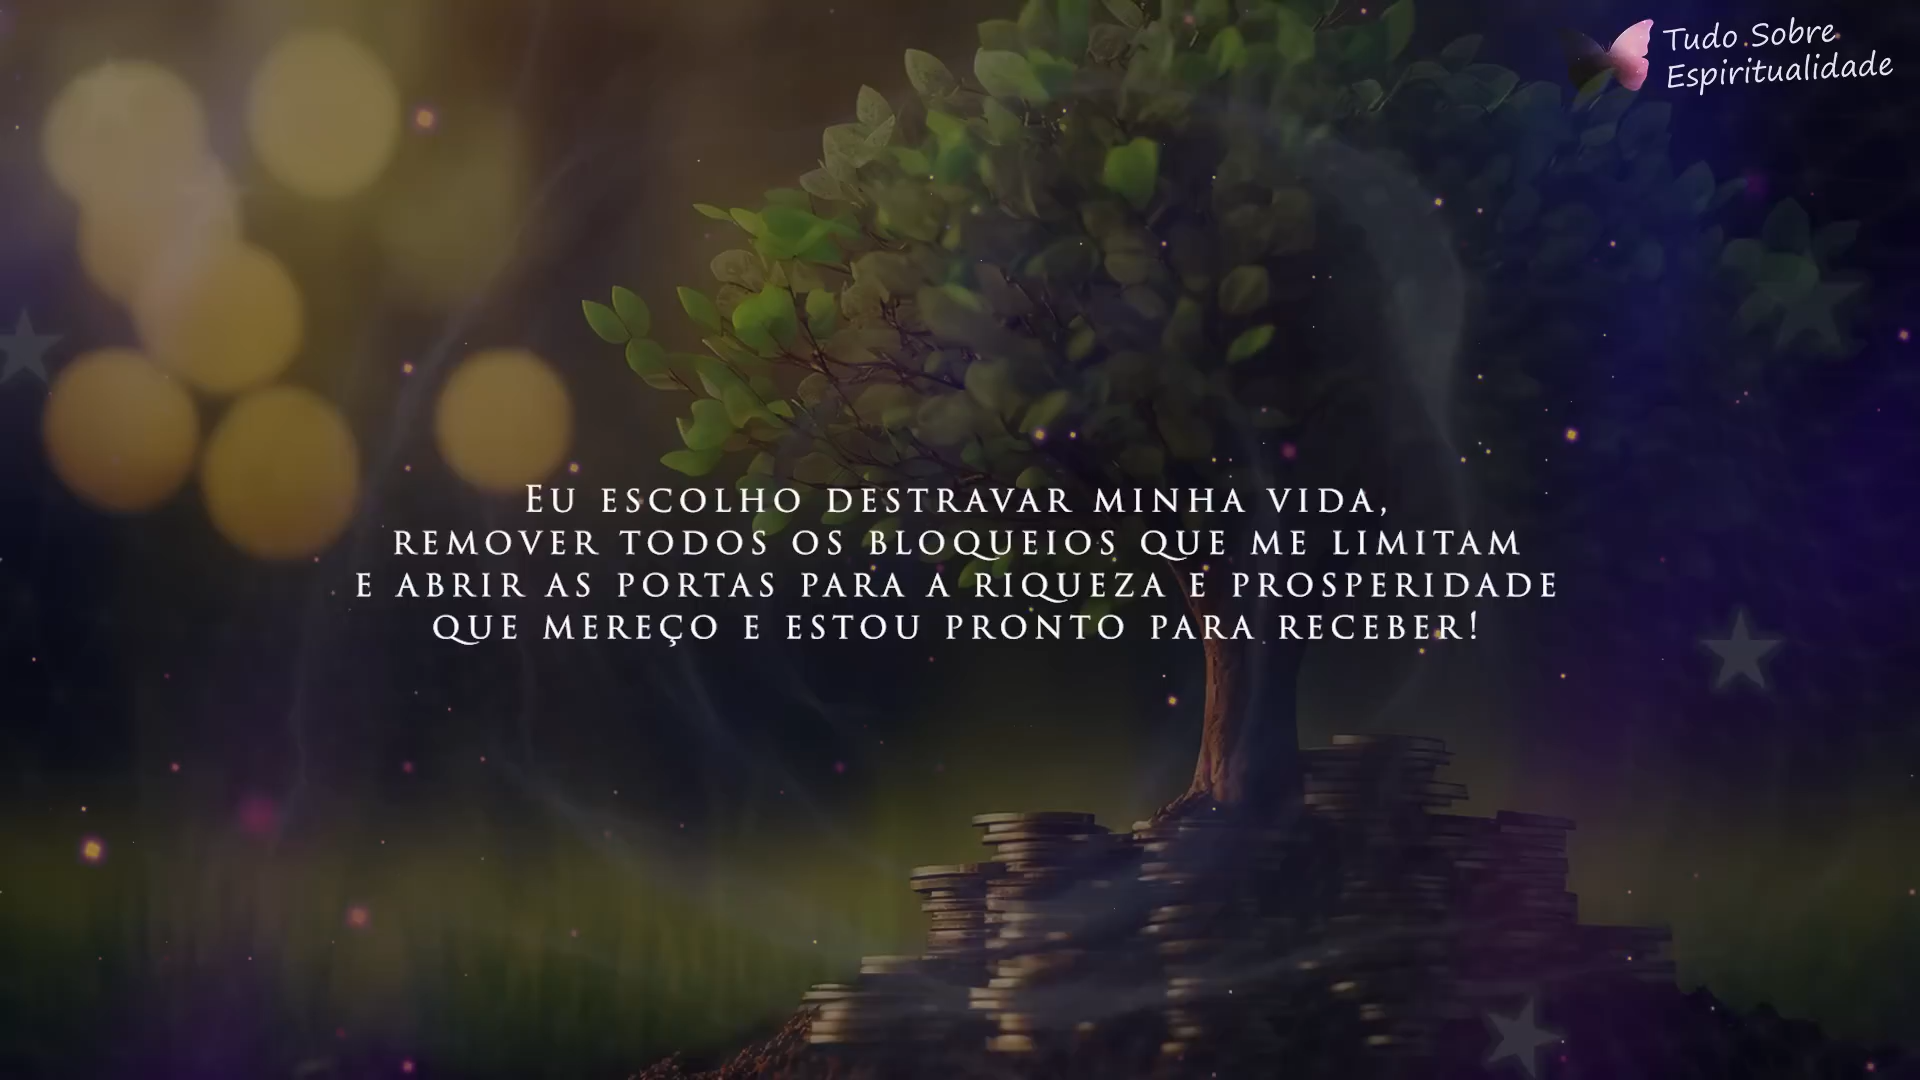 Tudo Sobre
Espiritualidade
Eu escolho destravar minha vida,
remover todos os bloqueios que me limitam
e abrir as portas para a riqueza e prosperidade
que mereço e estou pronto para receber!